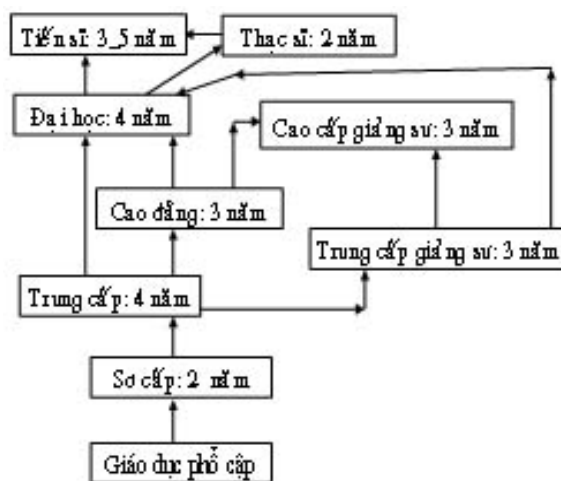 Tiến sĩ: 3_5 năm
Thạc sĩ: 2 năm
Đại học: 4 năm
Cao cấp giảng sư: 3 năm
Cao đẳng: 3 năm
Trung cấp giảng sư: 3 năm
Trung cấp: 4 năm
Sơ cấp: 2 năm
Giáo dục phổ cập